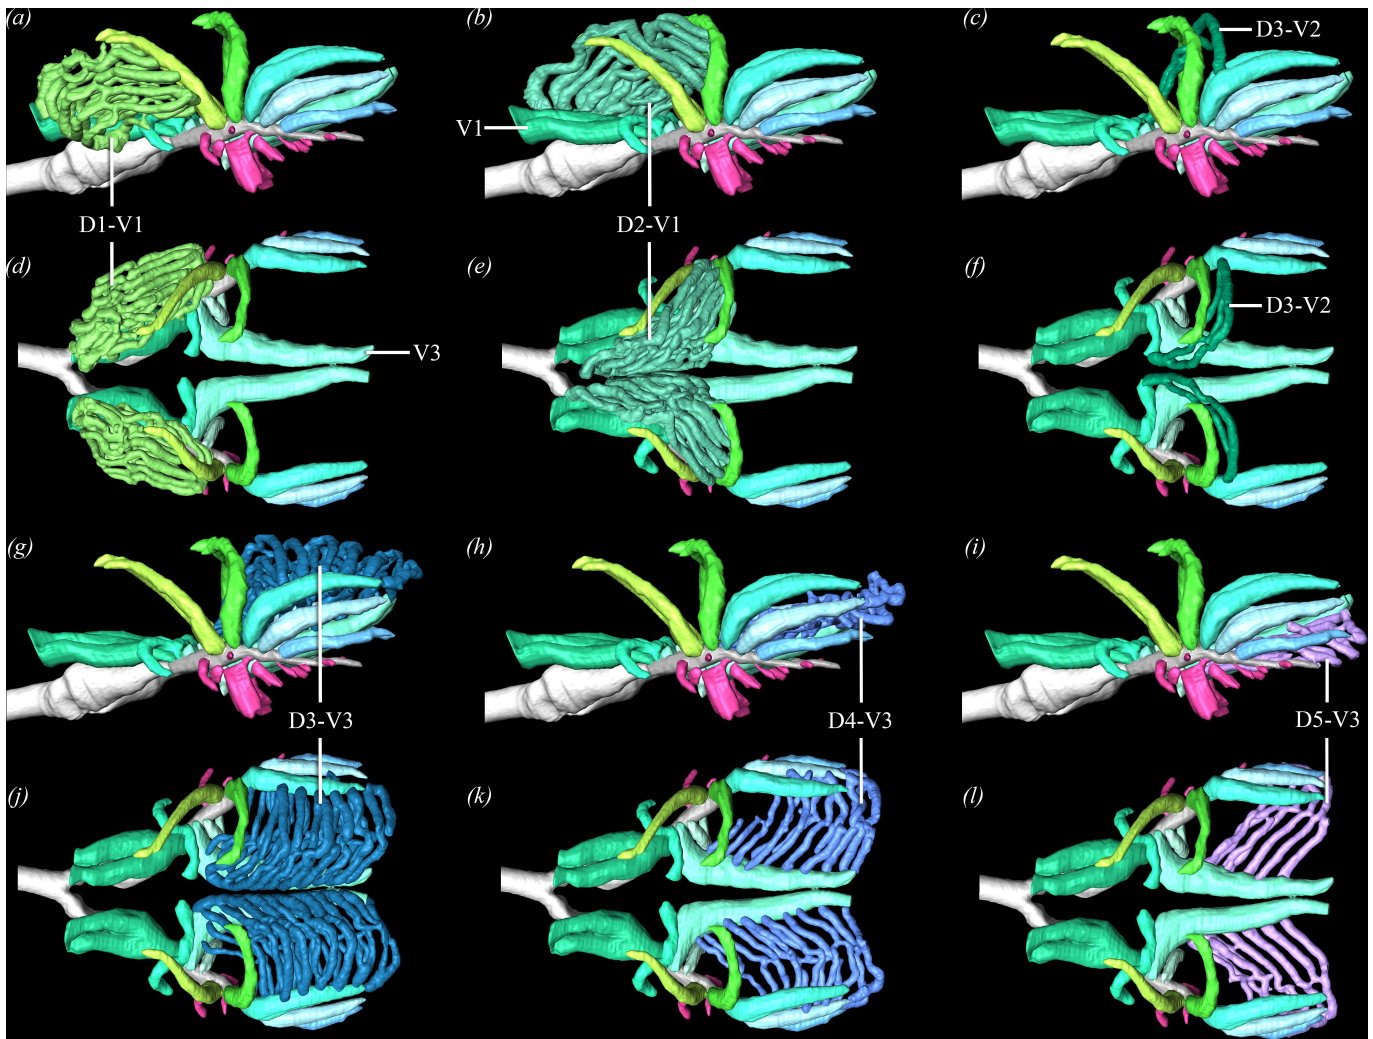 (a)
(b)
(c)
D3-V2
V1
D1-V1
D2-V1
(d)
(e)
(f)
D3-V2
V3
(g)
(h)
(i)
D3-V3
D4-V3
D5-V3
(j)
(k)
(l)